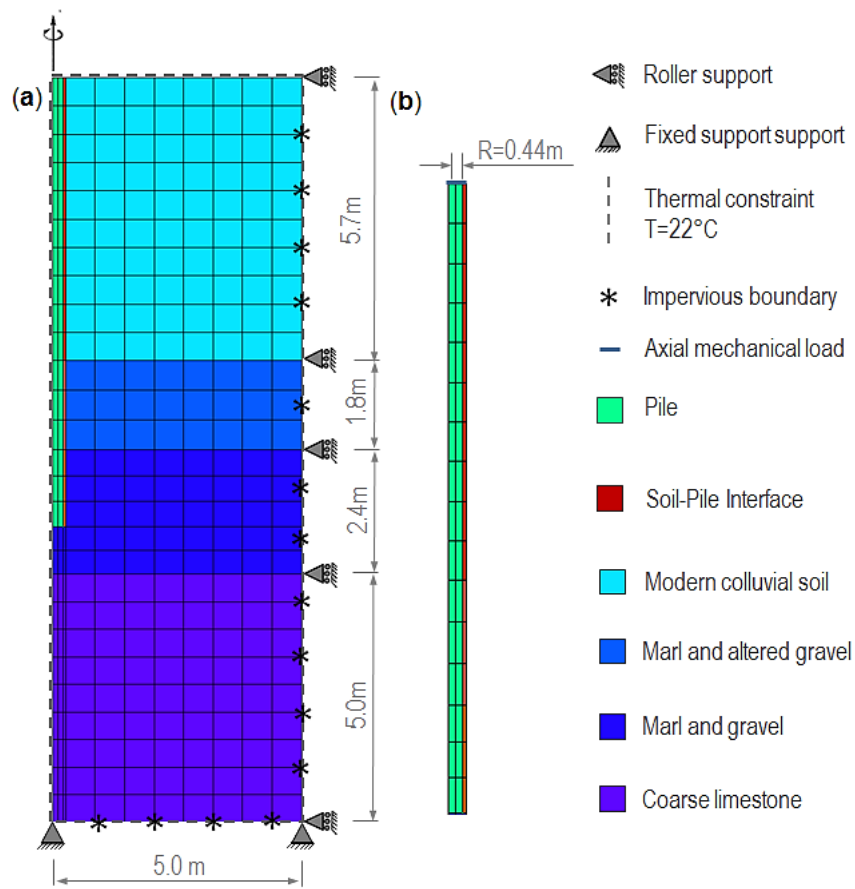 (a)
(b)
R=0.44m
5.7m
1.8m
2.4m
5.0m
5.0 m
Roller support
Fixed support support
Thermal constraint
T=22°C
Impervious boundary
Axial mechanical load
Pile
Soil-Pile Interface
Modern colluvial soil
Marl and altered gravel
Marl and gravel
Coarse limestone